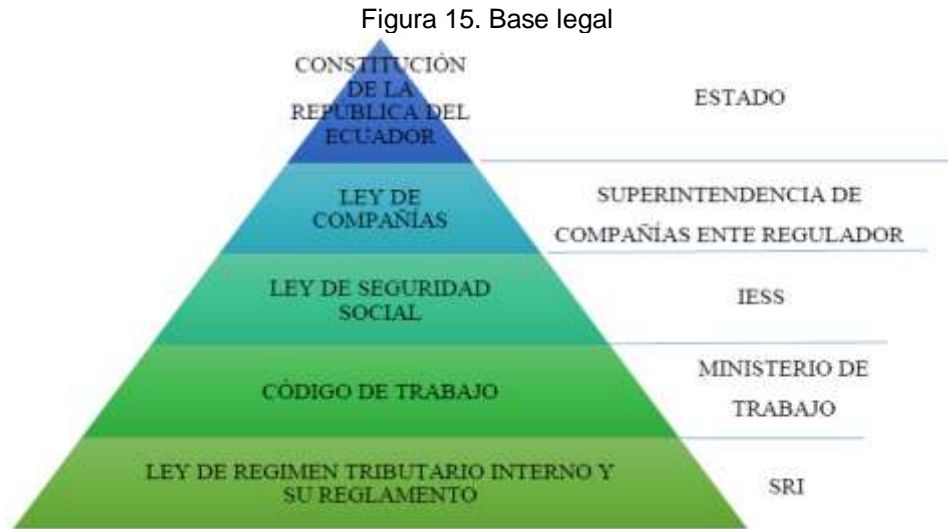 Figura 15. Base legal
CONSTITUCIÓN
DE LA
REPÚBLICA DEL
ECUADOR
ESTADO
LEY DE
COMPAÑÍAS
SUPERINTENDENCIA DE
COMPAÑÍAS ENTE REGULADOR
LEY DE SEGURIDAD
SOCIAL
IESS
CÓDIGO DE TRABAJO
MINISTERIO DE
TRABAJO
LEY DE REGIMEN TRIBUTARIO INTERNO Y
SU REGLAMENTO
SRI